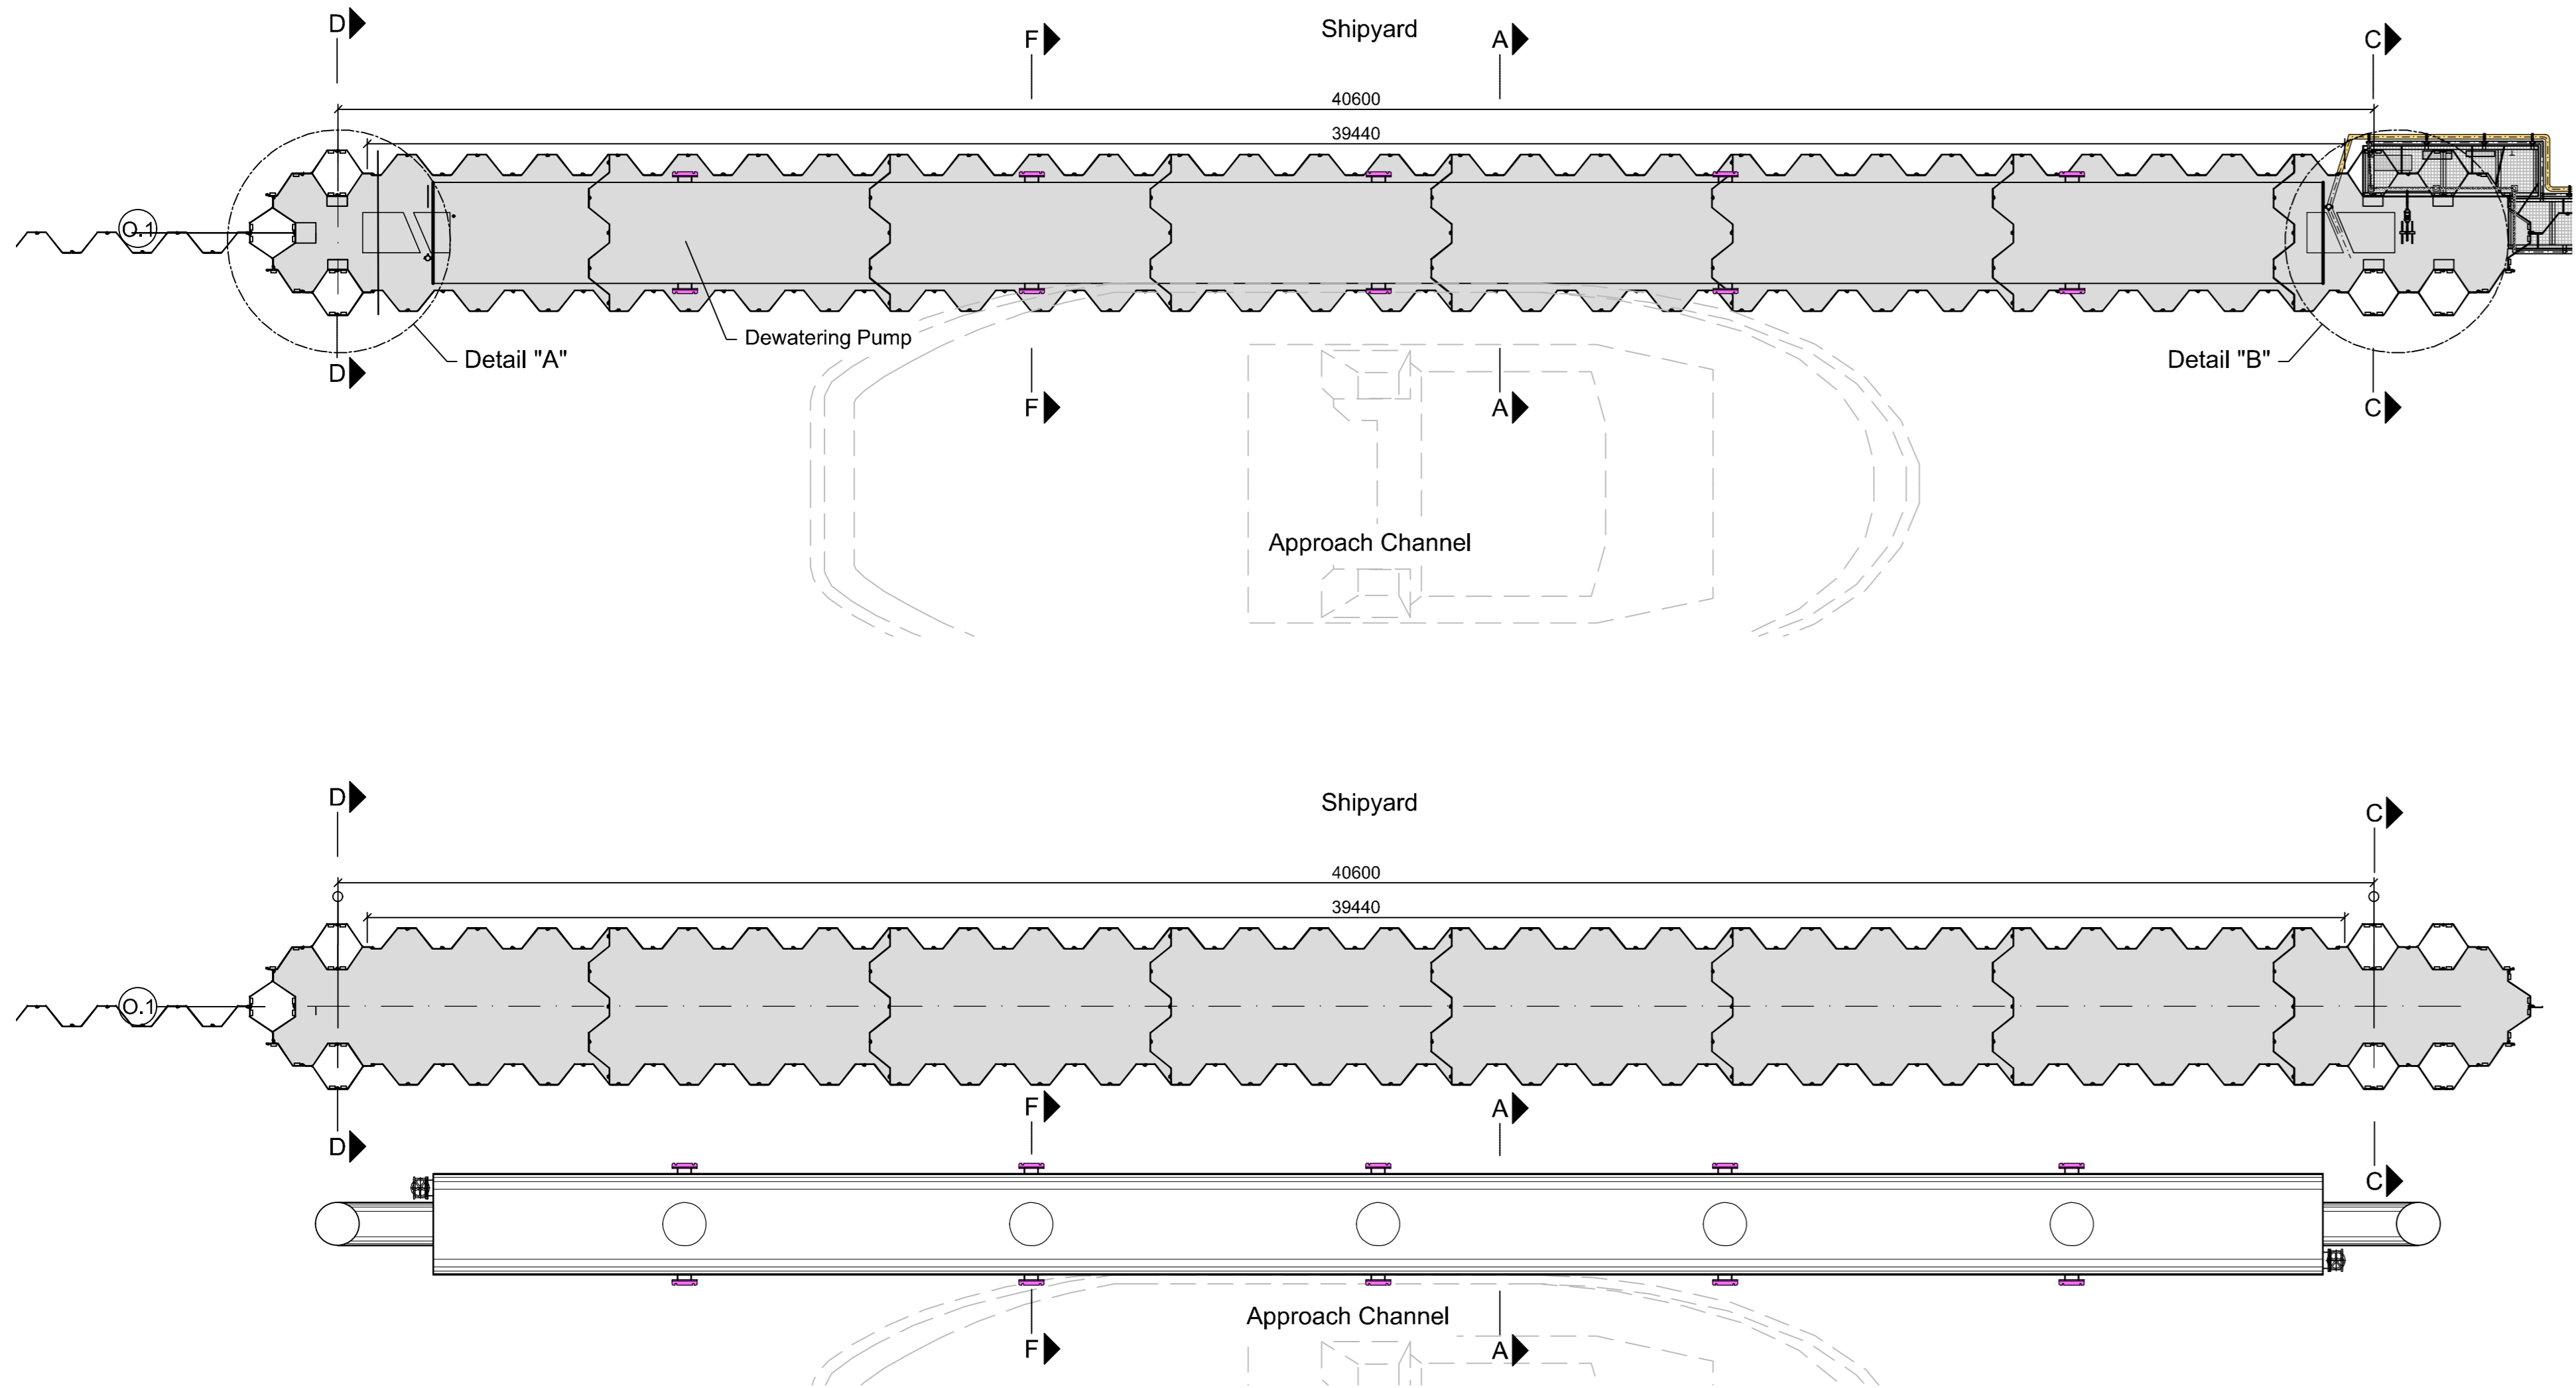 D
F
Shipyard
A
C
40600
39440
O.1
Dewatering Pump
Detail "A"
Detail "B"
D
F
A
C
Approach Channel
D
Shipyard
C
40600
39440
O.1
F
A
D
C
Approach Channel
F
A